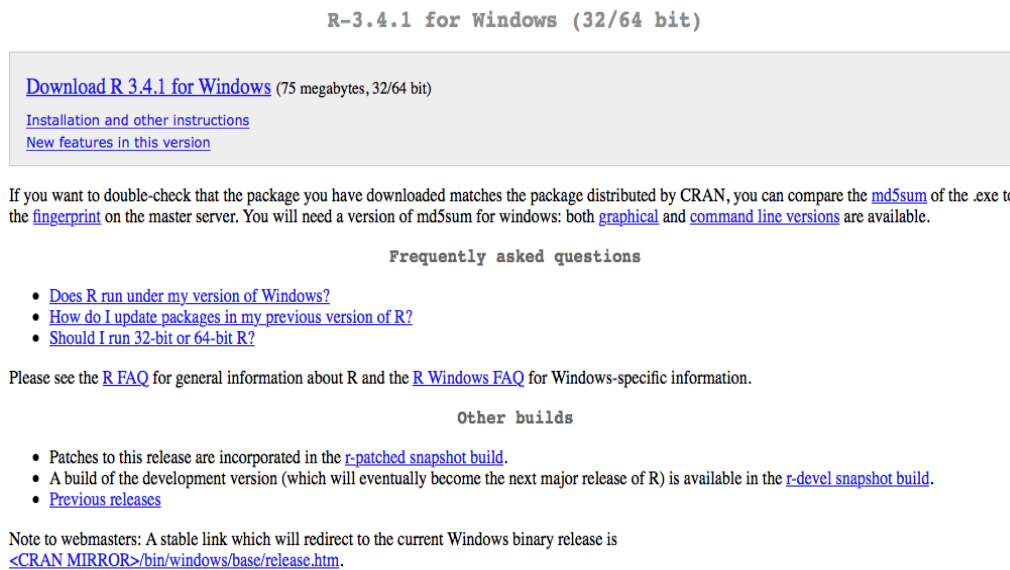 R-3.4.1 for Windows (32/64 bit)
Download R 3.4.1 for Windows (75 megabytes, 32/64 bit)
Installation and other instructions
New features in this version
If you want to double-check that the package you have downloaded matches the package distributed by CRAN, you can compare the md5sum of the .exe to
the fingerprint on the master server. You will need a version of md5sum for windows: both graphical and command line versions are available.
Frequently asked questions
• Does R run under my version of Windows?
• How do I update packages in my previous version of R?
• Should I run 32-bit or 64-bit R?
Please see the R FAQ for general information about R and the R Windows FAQ for Windows-specific information.
Other builds
• Patches to this release are incorporated in the r-patched snapshot build.
• A build of the development version (which will eventually become the next major release of R) is available in the r-devel snapshot build.
• Previous releases
Note to webmasters: A stable link which will redirect to the current Windows binary release is
<CRAN MIRROR>/bin/windows/base/release.htm.